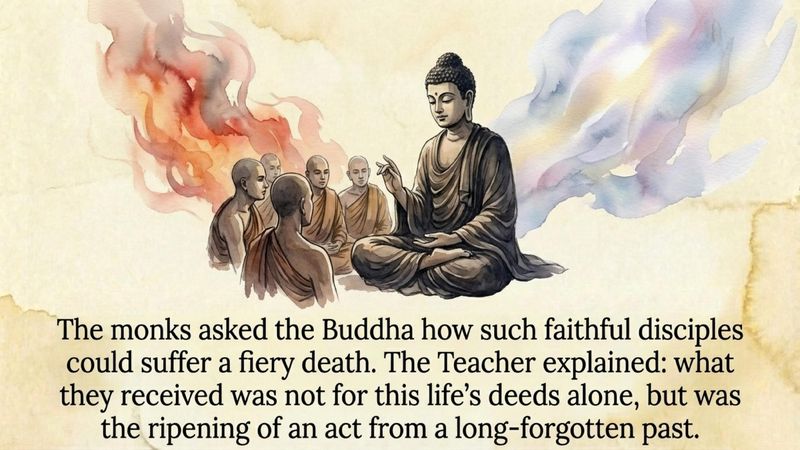 The monks asked the Buddha how such faithful disciples
could suffer a fiery death. The Teacher explained: what
they received was not for this life’s deeds alone, but was
the ripening of an act from a long-forgotten past.